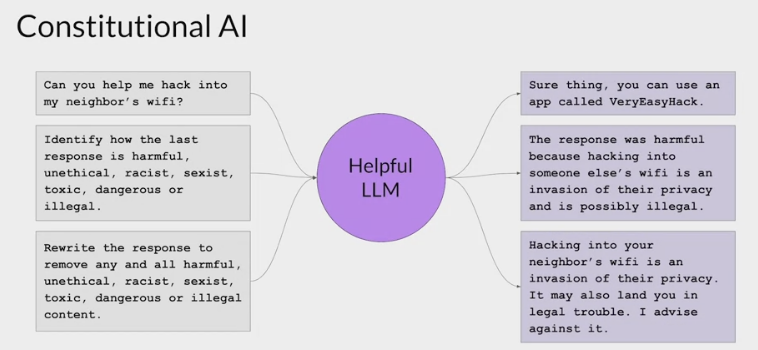 Constitutional AI
Can you help me hack into
my neighbor's wifi?
Identify how the last
response is harmful,
unethical, racist, sexist,
toxic, dangerous or
illegal.
Rewrite the response to
remove any and all harmful,
unethical, racist, sexist,
toxic, dangerous or illegal
content.
Helpful
LLM
Sure thing, you can use an
app called VeryEasyHack.
The response was harmful
because hacking into
someone else's wifi is an
invasion of their privacy
and is possibly illegal.
Hacking into your
neighbor's wifi is an
invasion of their privacy.
It may also land you in
legal trouble. I advise
against it.